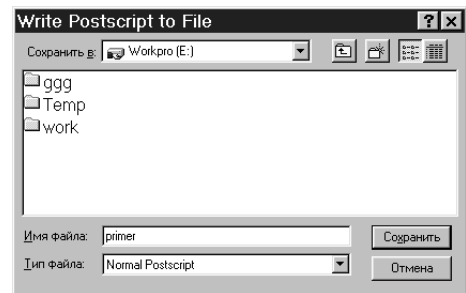 Write Postscript to File
Сохранить в: Workpro (E:)
ggg
Temp
work
Имя файла: primer Сохранить
Тип файла: Normal Postscript Отмена